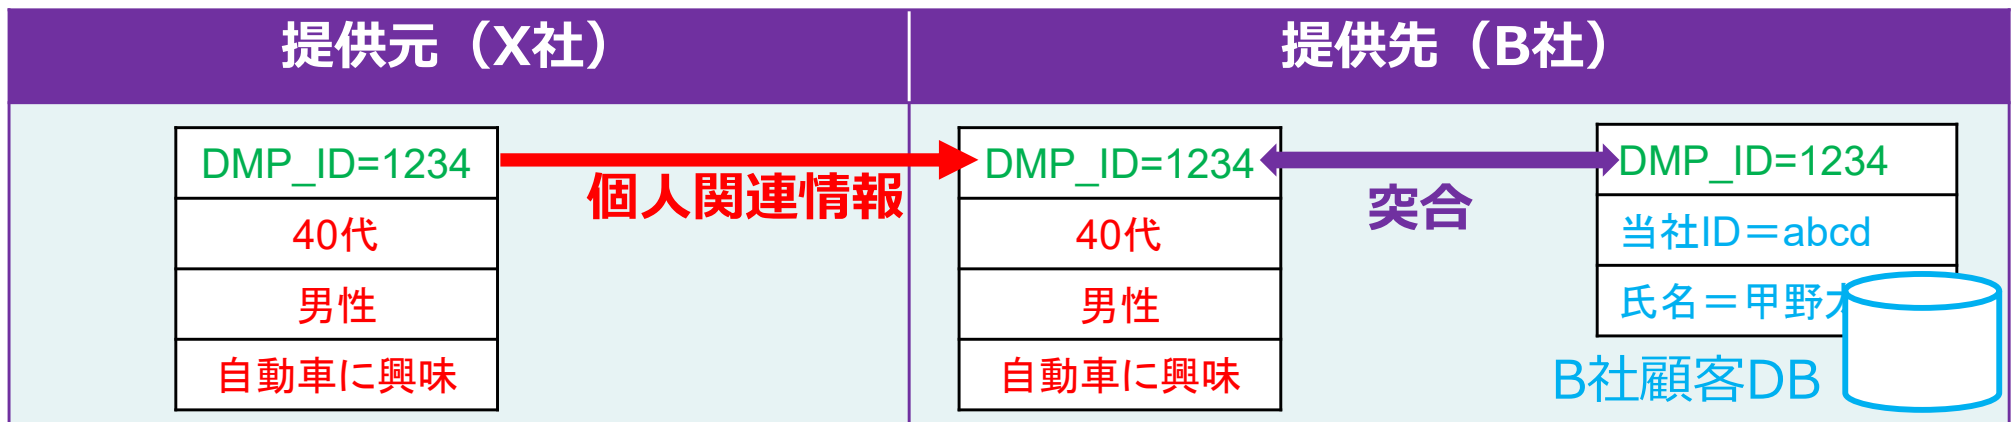 提供元（X社）
提供先（B社）
DMP_ID=1234
40代
男性
自動車に興味
個人関連情報
DMP_ID=1234
40代
男性
自動車に興味
突合
DMP_ID=1234
当社ID＝abcd
氏名＝甲野
B社顧客DB